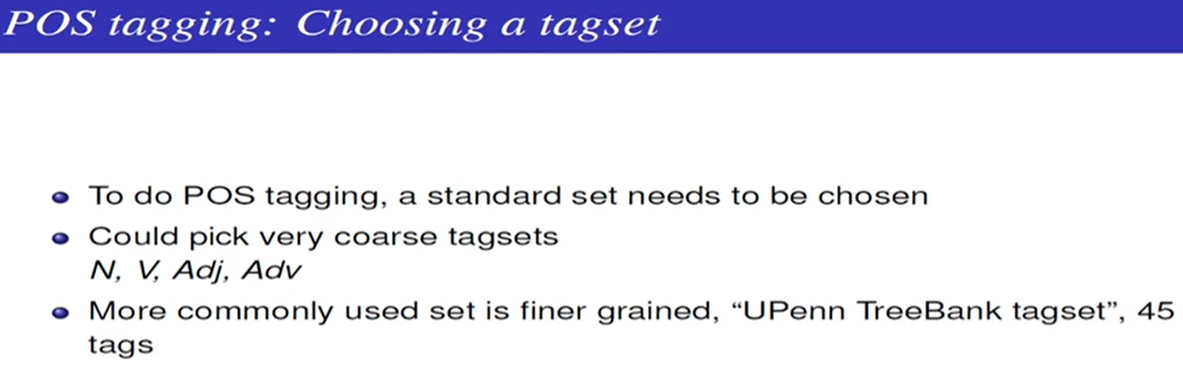 POS tagging: Choosing a tagset
To do POS tagging, a standard set needs to be chosen
Could pick very coarse tagsets
N, V, Adj, Adv
More commonly used set is finer grained, “UPenn TreeBank tagset”, 45
tags